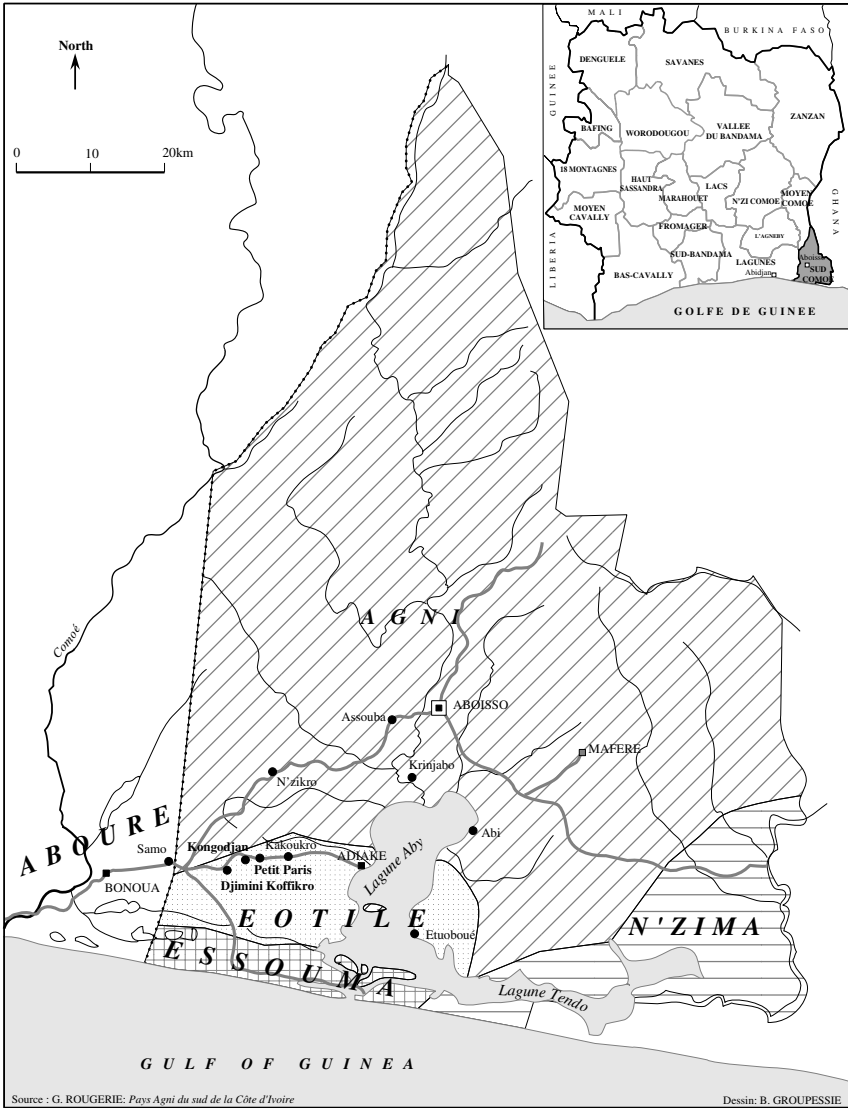 North
0 10 20km
MALI
BURKINA FASO
GUINEE
DENGUELE
SAVANES
BAFING
WORODOUGOU
VALLEE
DU BANDAMA
ZANZAN
18 MONTAGNES
HAUT
SASSANDRA
MARAHOUET
LACS
N'ZI COMOE
MOYEN
COMOE
MOYEN
CAVALLY
FROMAGER
L'AGNEBY
GHANA
LIBERIA
SUD-BANDAMA
LAGUNES
Aboisso
SUD
COMOE
BAS-CAVALLY
Abidjan
GOLFE DE GUINEE
Comoé
AGNI
Assouba
ABOISSO
MAFERE
Krinjabo
N'zikro
ABOURE
Samo
Kongodjan
Kakoukro
ADIAKE
Lagune Aby
Abi
Petit Paris
BONOUA
Djimini Koffikro
EOTILE
Etuoboué
N'ZIMA
ESSOUMA
Lagune Tendo
GULF OF GUINEA
Source : G. ROUGERIE: Pays Agni du sud de la Côte d'Ivoire
Dessin: B. GROUPESSIE